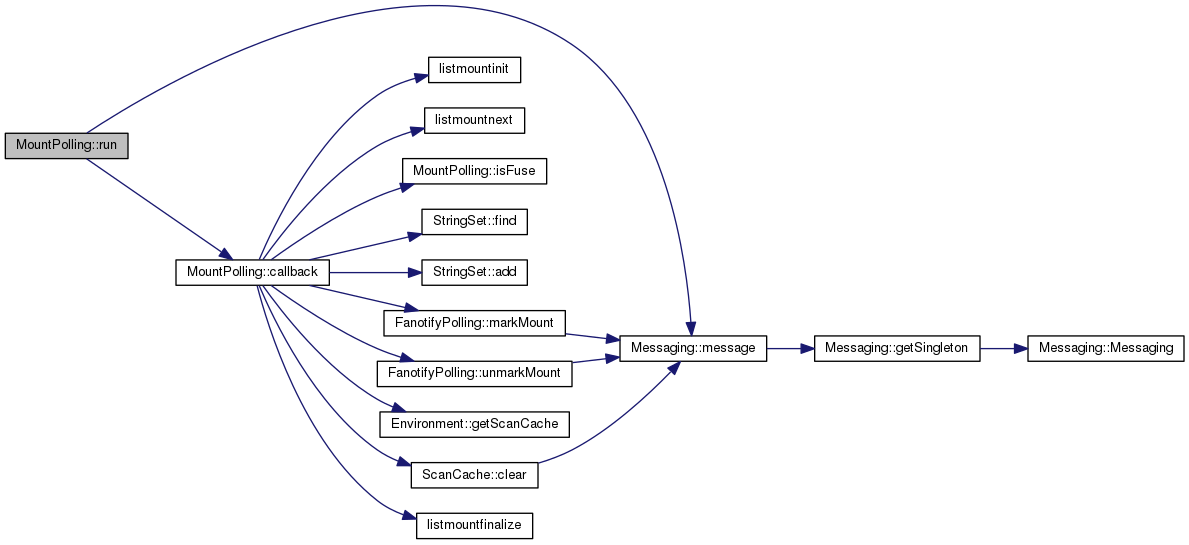 MountPolling::run
MountPolling::callback
listmountinit
listmountnext
MountPolling::isFuse
StringSet::find
StringSet::add
FanotifyPolling::markMount
FanotifyPolling::unmarkMount
Environment::getScanCache
ScanCache::clear
listmountfinalize
Messaging::message
Messaging::getSingleton
Messaging::Messaging